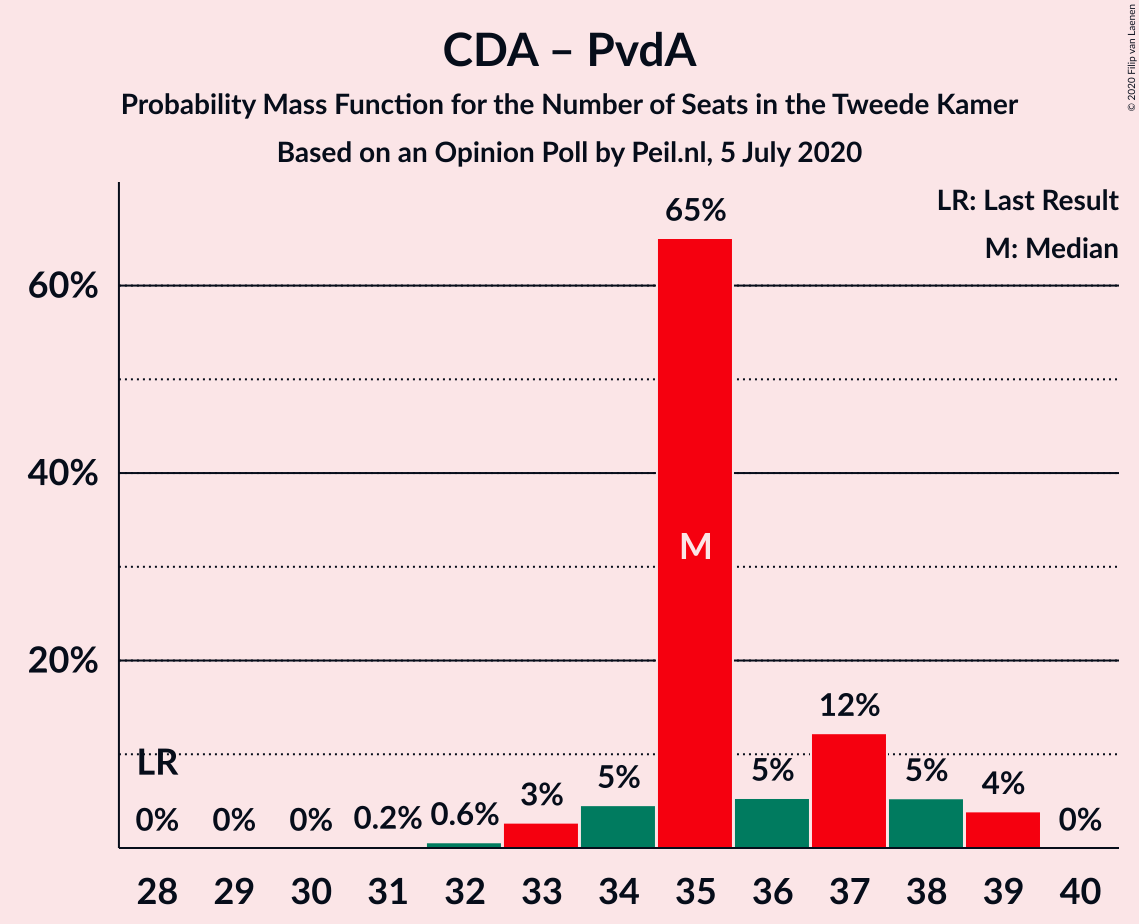 CDA – PvdA
Probability Mass Function for the Number of Seats in the Tweede Kamer
Based on an Opinion Poll by Peil.nl, 5 July 2020
© 2020 Filip van Laenen
LR: Last Result
M: Median
60%
40%
20%
LR
0%
0%
0%
0.2%
0.6%
3%
5%
65%
M
5%
12%
5%
4%
0%
28 29 30 31 32 33 34 35 36 37 38 39 40